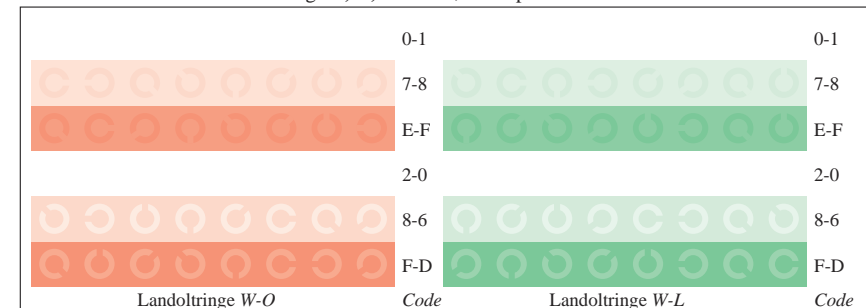 0-1 0-1
7-8 7-8
E-F E-F
2-0 2-0
8-6 8-6
F-D F-D
Landoltringe W-O Code Landoltringe W-L Code